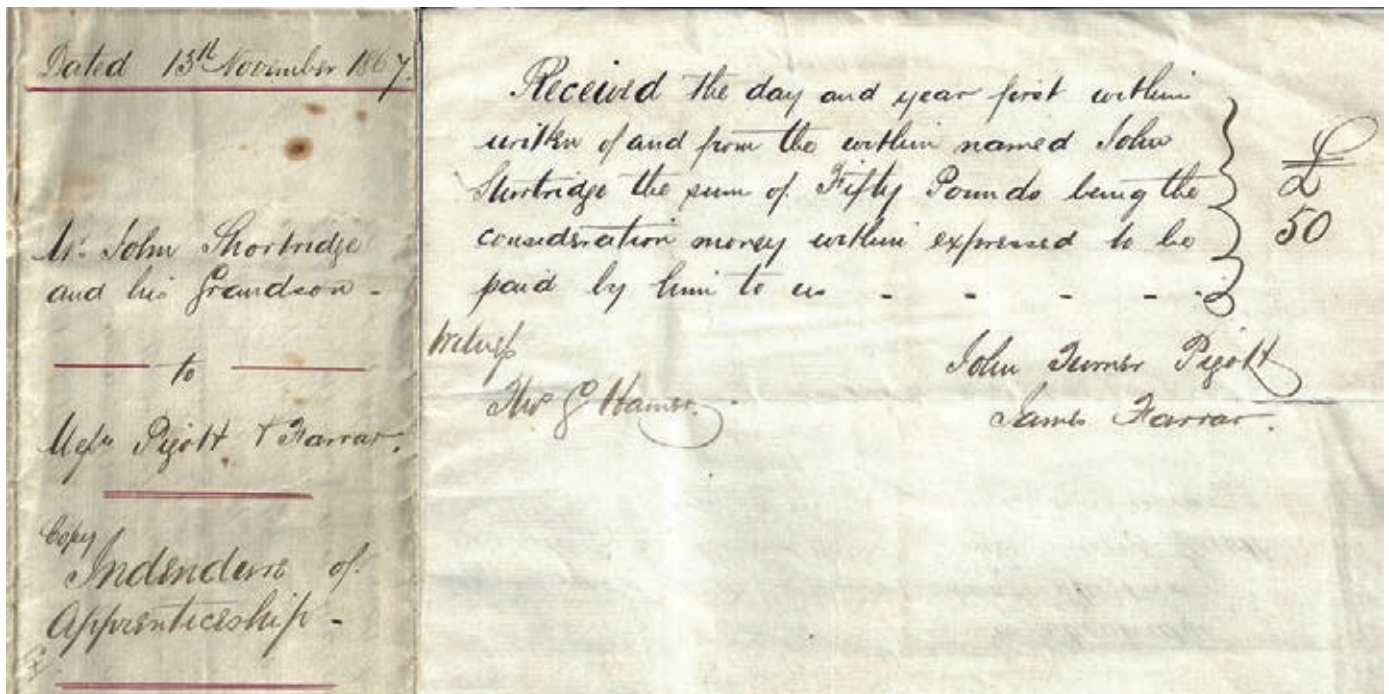 Dated 13th November 1867.
Mr. John Shortridge
and his Grandson -
to
Messrs Pigott & Farrar.
Copy
Indenture of
Apprenticeship -
Received the day and year first within
written of and from the within named John
Shortridge the sum of Fifty Pounds being the
consideration money within expressed to be
paid by him to us - - - - -
£
50
Witness
Thos G
John Turner Pigott
James Farrar.